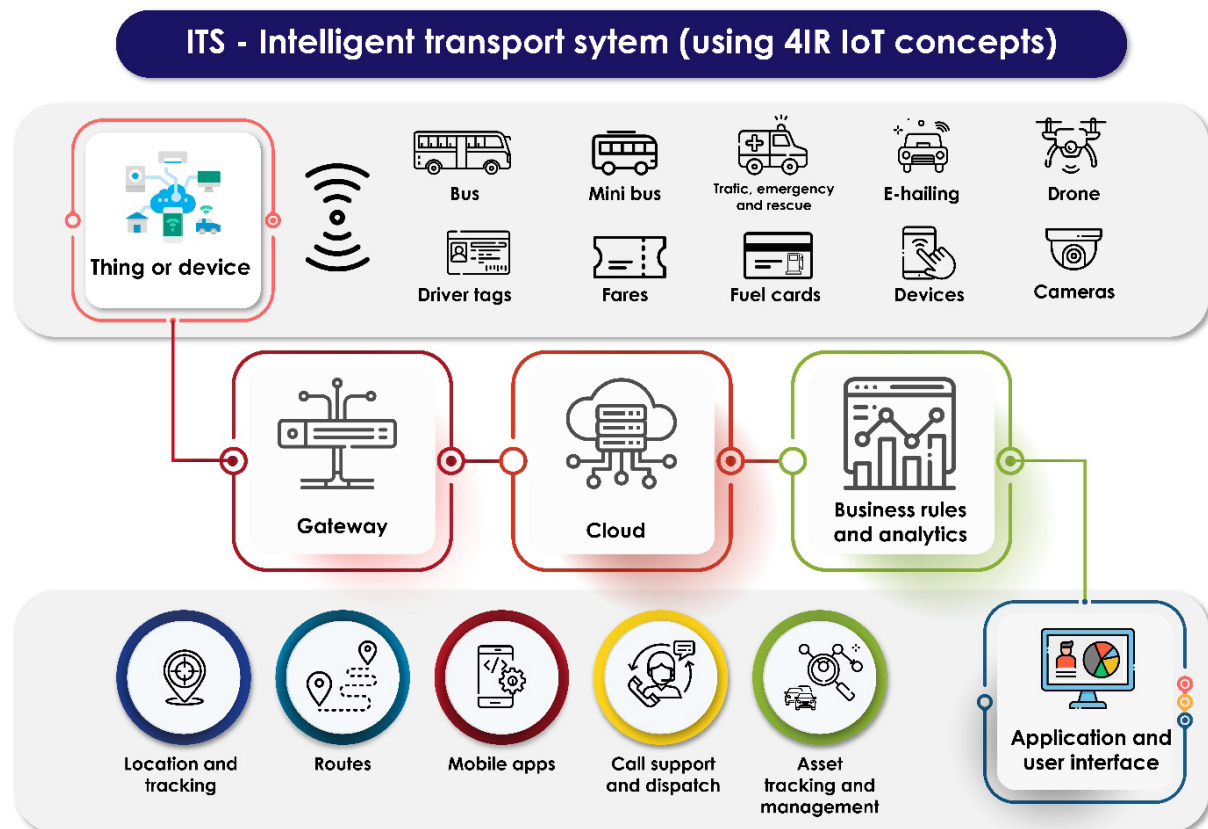 ITS - Intelligent transport sytem (using 4IR IoT concepts)
Thing or device
Bus
Mini bus
Trafic, emergency
and rescue
E-hailing
Drone
Driver tags
Fares
Fuel cards
Devices
Cameras
Gateway
Cloud
Business rules
and analytics
Location and
tracking
Routes
Mobile apps
Call support
and dispatch
Asset
tracking and
management
Application and
user interface